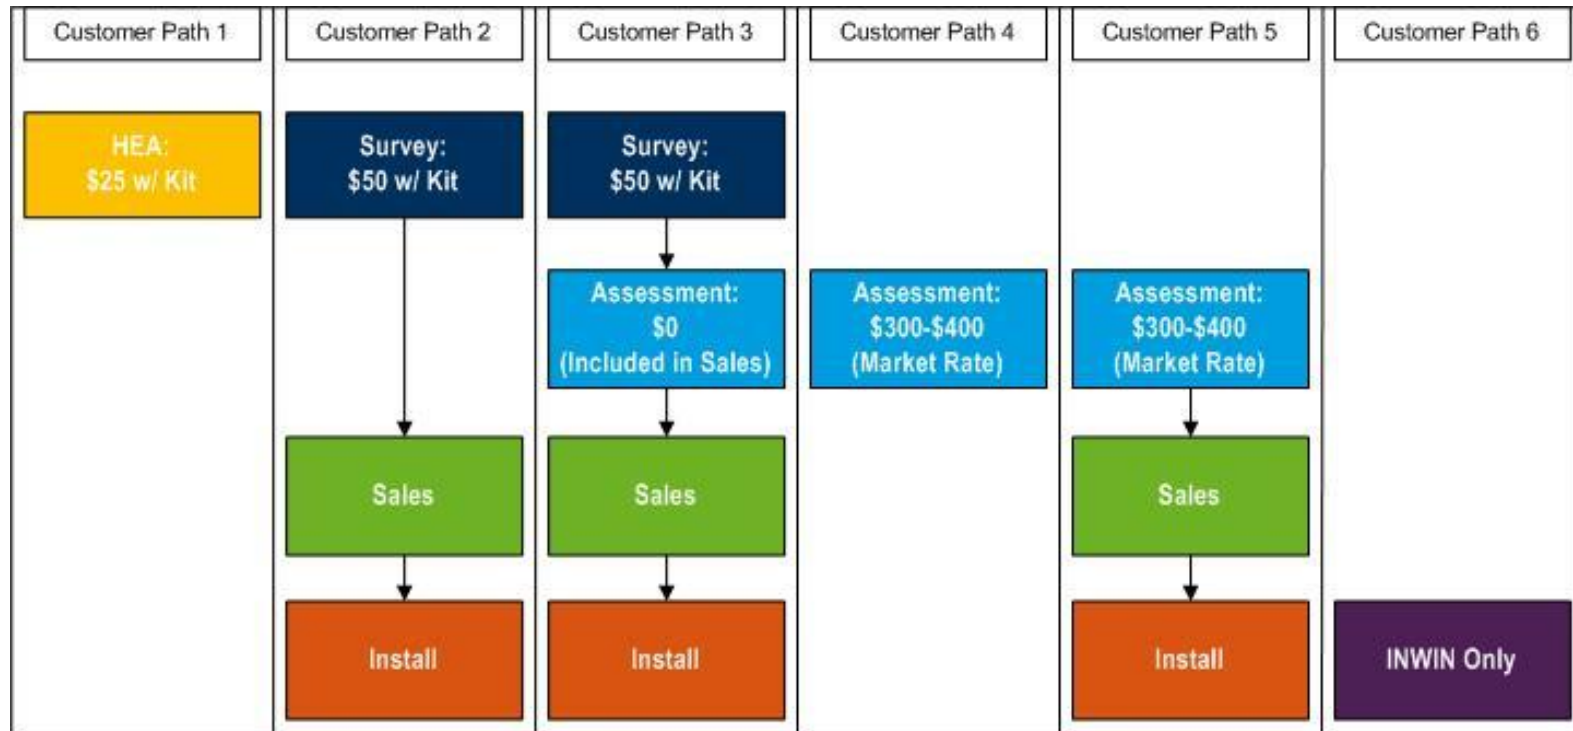 Customer Path 1
Customer Path 2
Customer Path 3
Customer Path 4
Customer Path 5
Customer Path 6
HEA:
$25 w/ Kit
Survey:
$50 w/ Kit
Survey:
$50 w/ Kit
Assessment:
$0
(Included in Sales)
Assessment:
$300-$400
(Market Rate)
Assessment:
$300-$400
(Market Rate)
Sales
Sales
Sales
Install
Install
Install
INWIN Only